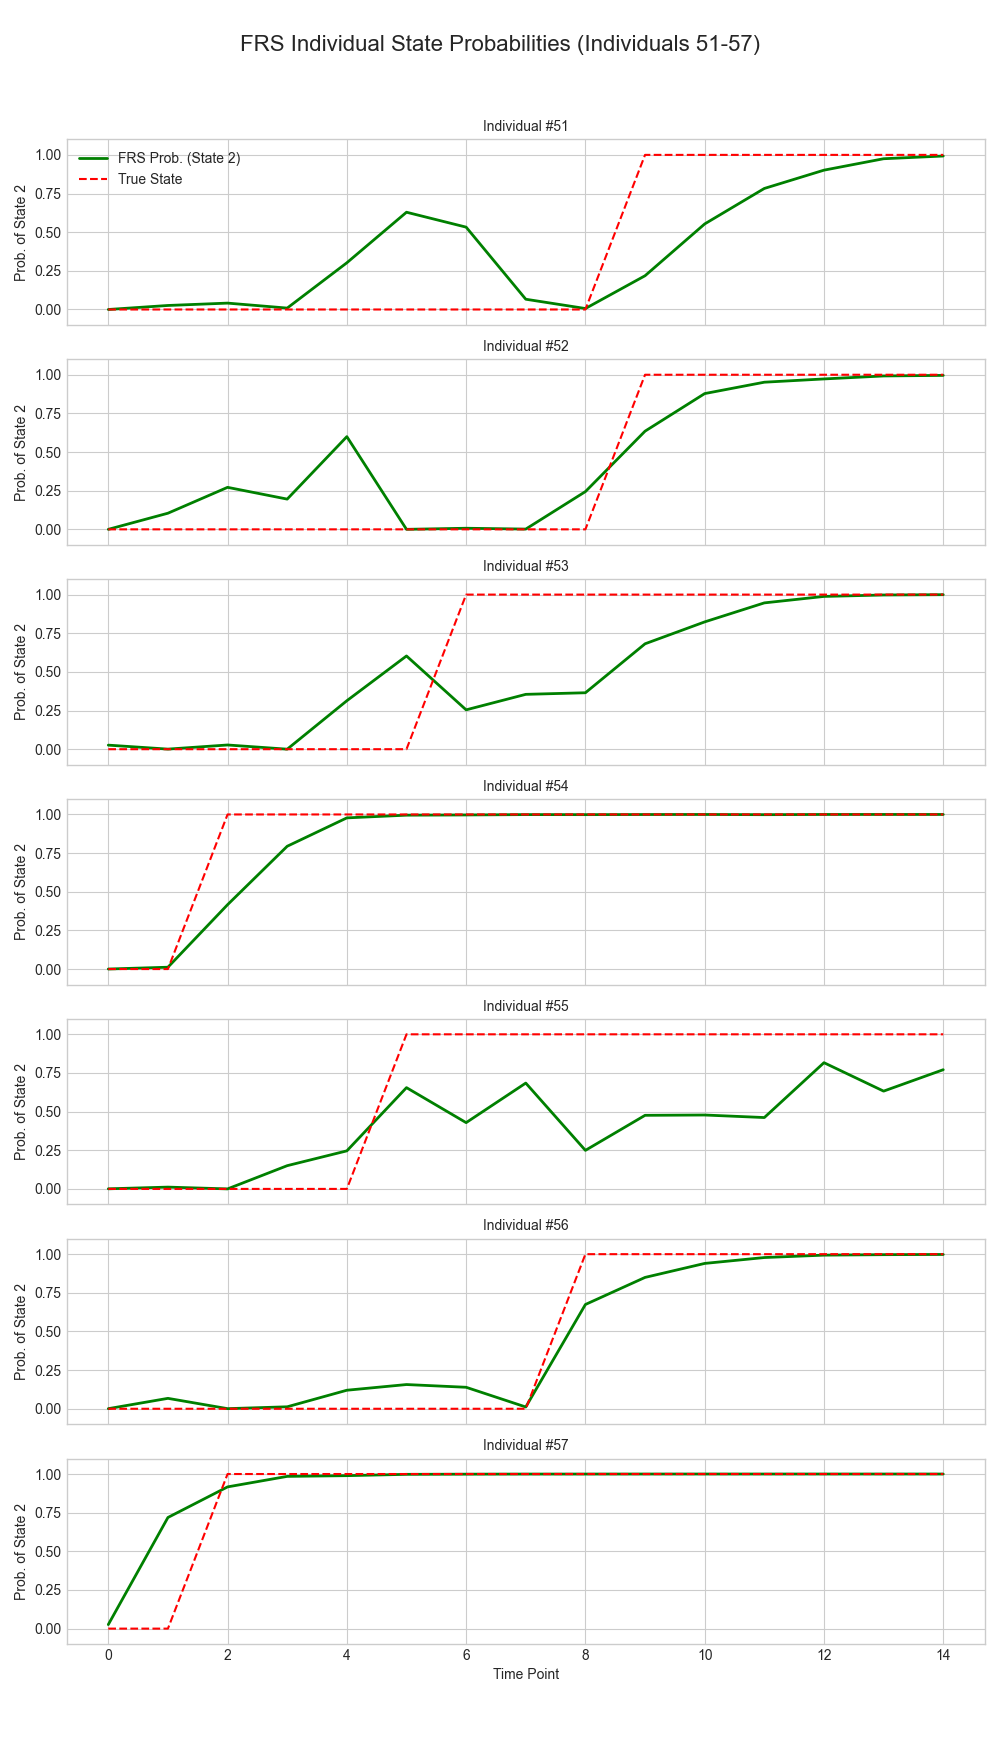 FRS Individual State Probabilities (Individuals 51-57)
Individual #51
Prob. of State 2
1.00
0.75
0.50
0.25
0.00
FRS Prob. (State 2)
True State
Individual #52
Prob. of State 2
1.00
0.75
0.50
0.25
0.00
Individual #53
Prob. of State 2
1.00
0.75
0.50
0.25
0.00
Individual #54
Prob. of State 2
1.00
0.75
0.50
0.25
0.00
Individual #55
Prob. of State 2
1.00
0.75
0.50
0.25
0.00
Individual #56
Prob. of State 2
1.00
0.75
0.50
0.25
0.00
Individual #57
Prob. of State 2
1.00
0.75
0.50
0.25
0.00
0 2 4 6 8 10 12 14
Time Point